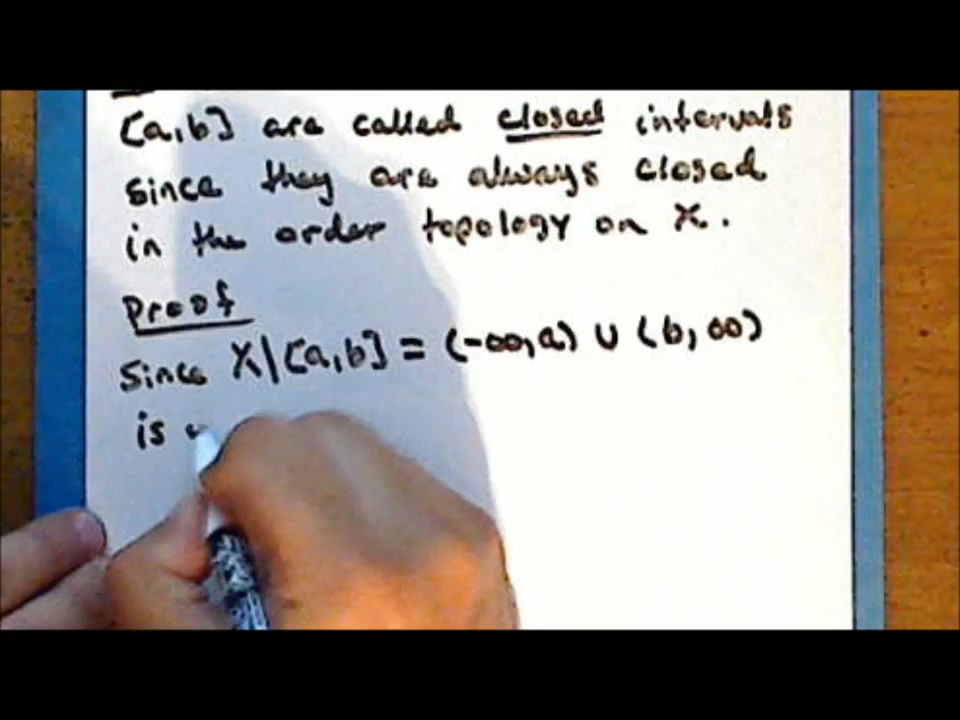 [a,b] are called closed intervals
since they are always closed
in the order topology on X.
Proof
Since X\[a,b] = (-∞,a) ∪ (b,∞)
is